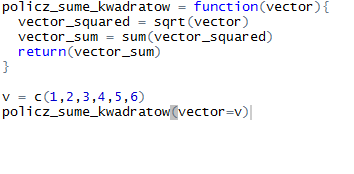 policz_sume_kwadratow = function(vector){
  vector_squared = sqrt(vector)
  vector_sum = sum(vector_squared)
  return(vector_sum)
}

v = c(1,2,3,4,5,6)
policz_sume_kwadratow(vector=v)